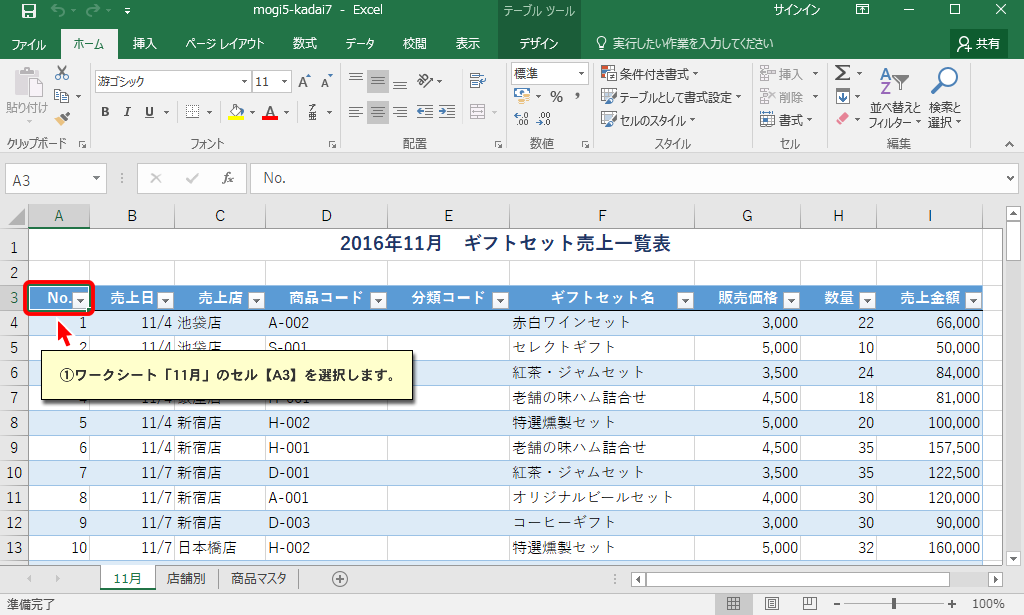 mogi5-kadai7 - Excel
テーブル ツール
サインイン
ファイル ホーム 挿入 ページ レイアウト 数式 データ 校閲 表示 デザイン 実行したい作業を入力してください 共有
貼り付け
游ゴシック 11
B I U
A A
亜
標準
% ,
条件付き書式
テーブルとして書式設定
セルのスタイル
挿入
削除
書式
Σ
並べ替えと フィルター
検索と 選択
クリップボード フォント 配置 数値 スタイル セル 編集
A3 fx No.
A B C D E F G H I
1 2016年11月 ギフトセット売上一覧表
2
3 No. 売上日 売上店 商品コード 分類コード ギフトセット名 販売価格 数量 売上金額
4 1 11/4 池袋店 A-002 赤白ワインセット 3,000 22 66,000
5 2 11/4 池袋店 S-001 セレクトギフト 5,000 10 50,000
6 紅茶・ジャムセット 3,500 24 84,000
①ワークシート「11月」のセル【A3】を選択します。
7 老舗の味ハム詰合せ 4,500 18 81,000
8 5 11/4 新宿店 H-002 特選燻製セット 5,000 20 100,000
9 6 11/4 新宿店 H-001 老舗の味ハム詰合せ 4,500 35 157,500
10 7 11/7 新宿店 D-001 紅茶・ジャムセット 3,500 35 122,500
11 8 11/7 新宿店 A-001 オリジナルビールセット 4,000 30 120,000
12 9 11/7 新宿店 D-003 コーヒーギフト 3,000 30 90,000
13 10 11/7 日本橋店 H-002 特選燻製セット 5,000 32 160,000
11月 店舗別 商品マスタ
準備完了 100%